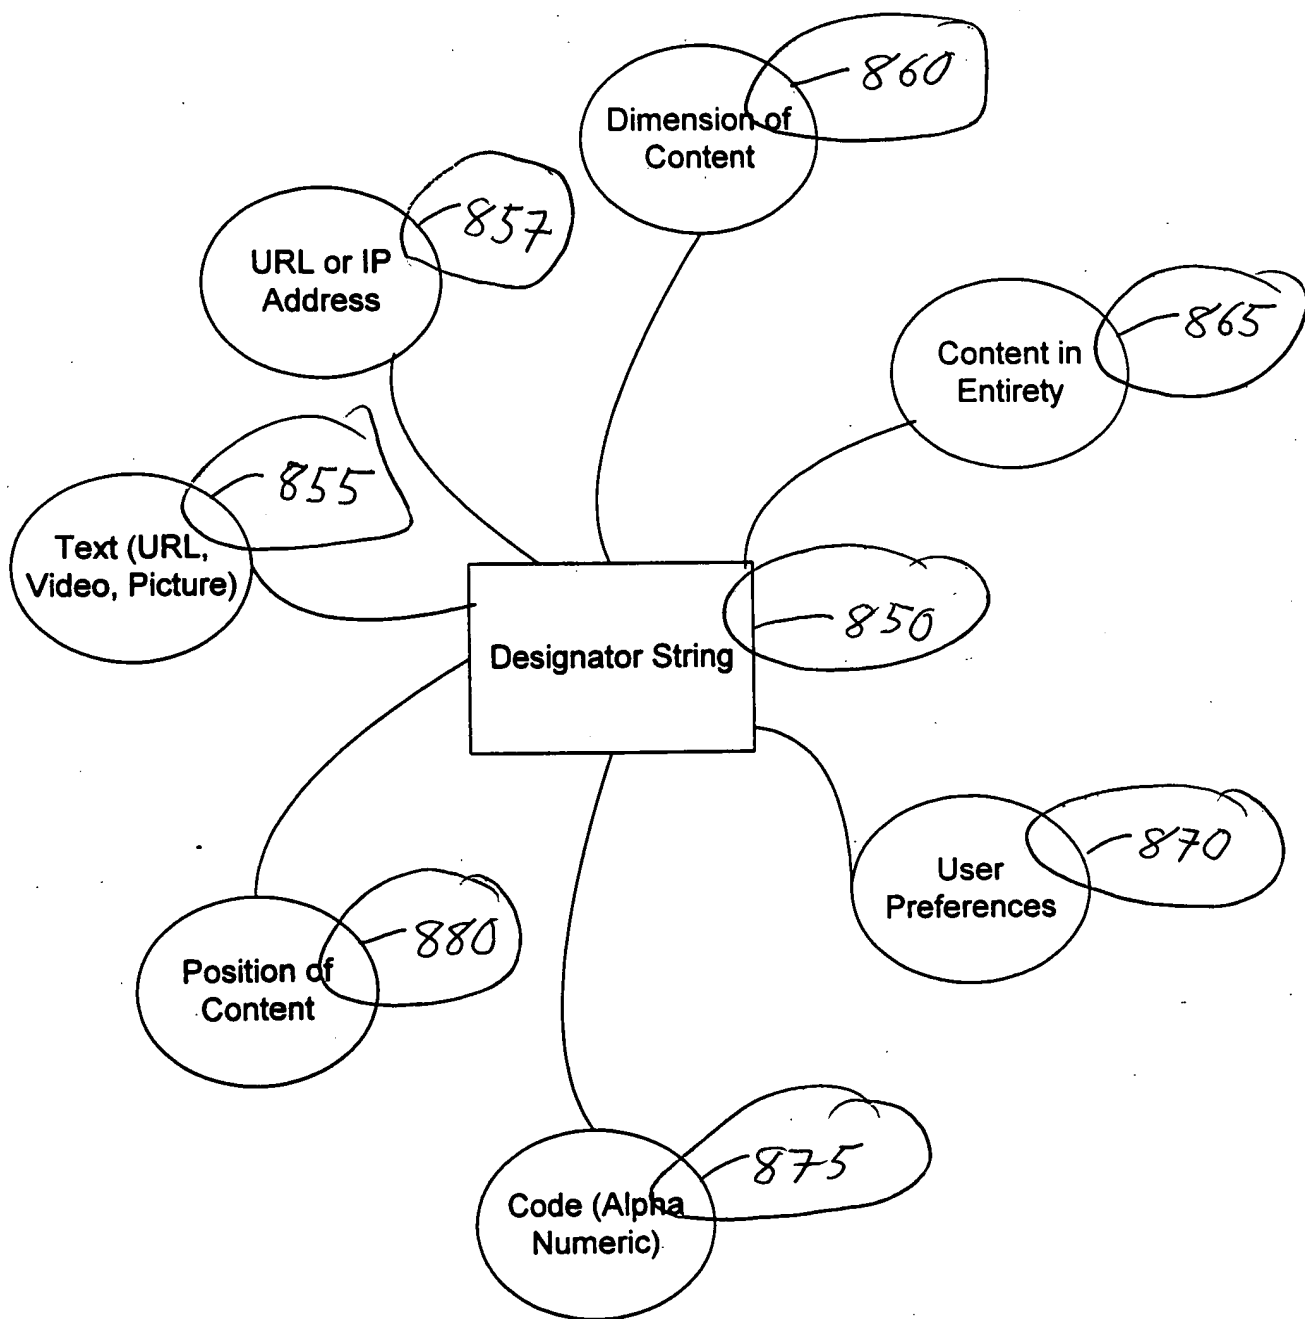 860
Dimension of
Content
857
URL or IP
Address
865
Content in
Entirety
855
Text (URL,
Video, Picture)
850
Designator String
870
User
Preferences
880
Position of
Content
875
Code (Alpha
Numeric)